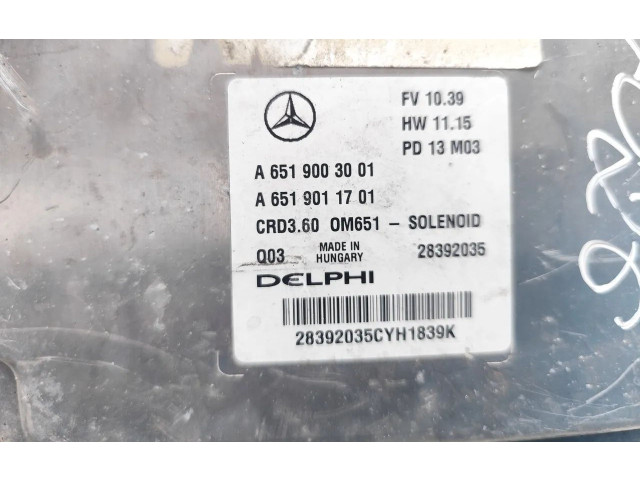 FV 10.39
HW 11.15
PD 13 M03
A 651 900 30 01
A 651 901 17 01
CRD3.60 OM651 - SOLENOID
Q03 MADE IN HUNGARY 28392035
DELPHI
28392035CYH1839K